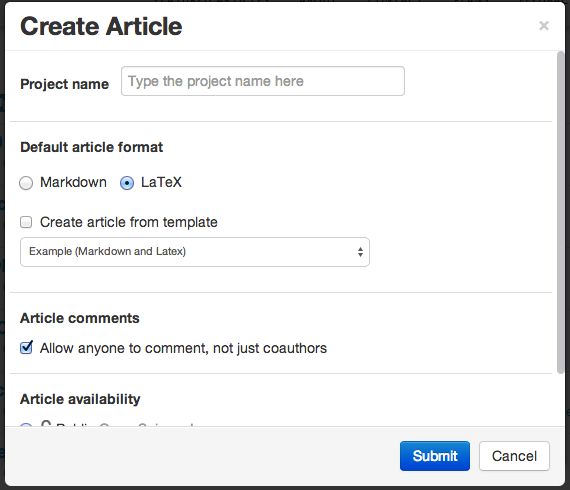 Create Article
×
Project name Type the project name here
Default article format
Markdown LaTeX
Create article from template
Example (Markdown and Latex)
Article comments
Allow anyone to comment, not just coauthors
Article availability
Submit Cancel